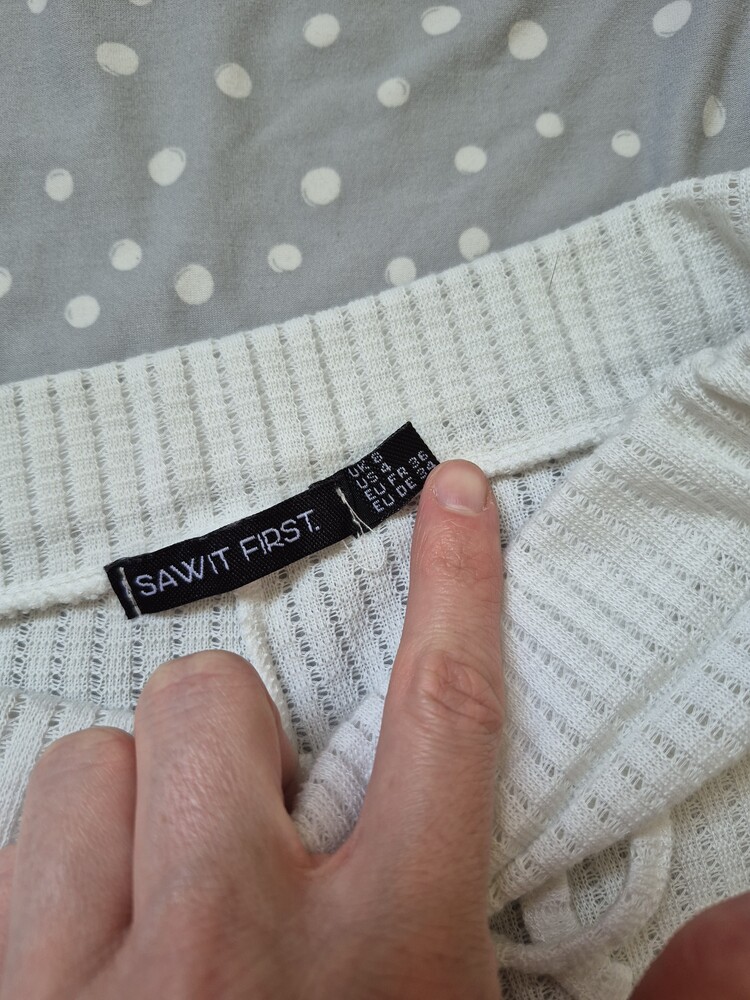 SAWIT FIRST.
UK 8
US 4
EU FR 36
EU DE 34